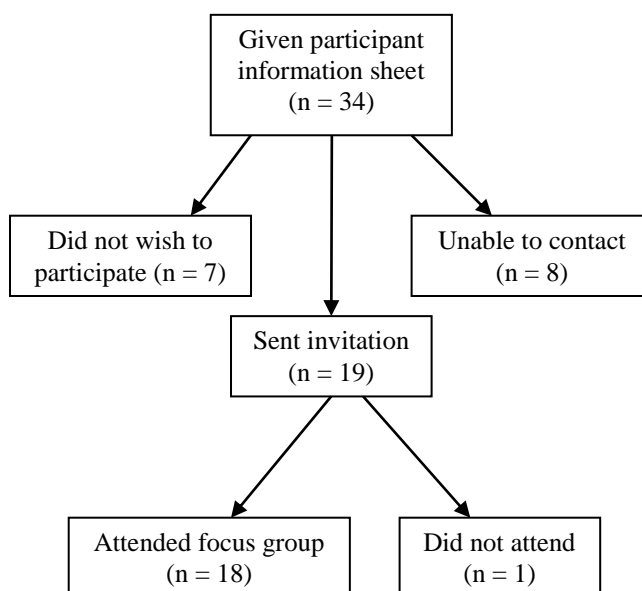 Given participant
information sheet
(n = 34)
Did not wish to
participate (n = 7)
Unable to contact
(n = 8)
Sent invitation
(n = 19)
Attended focus group
(n = 18)
Did not attend
(n = 1)